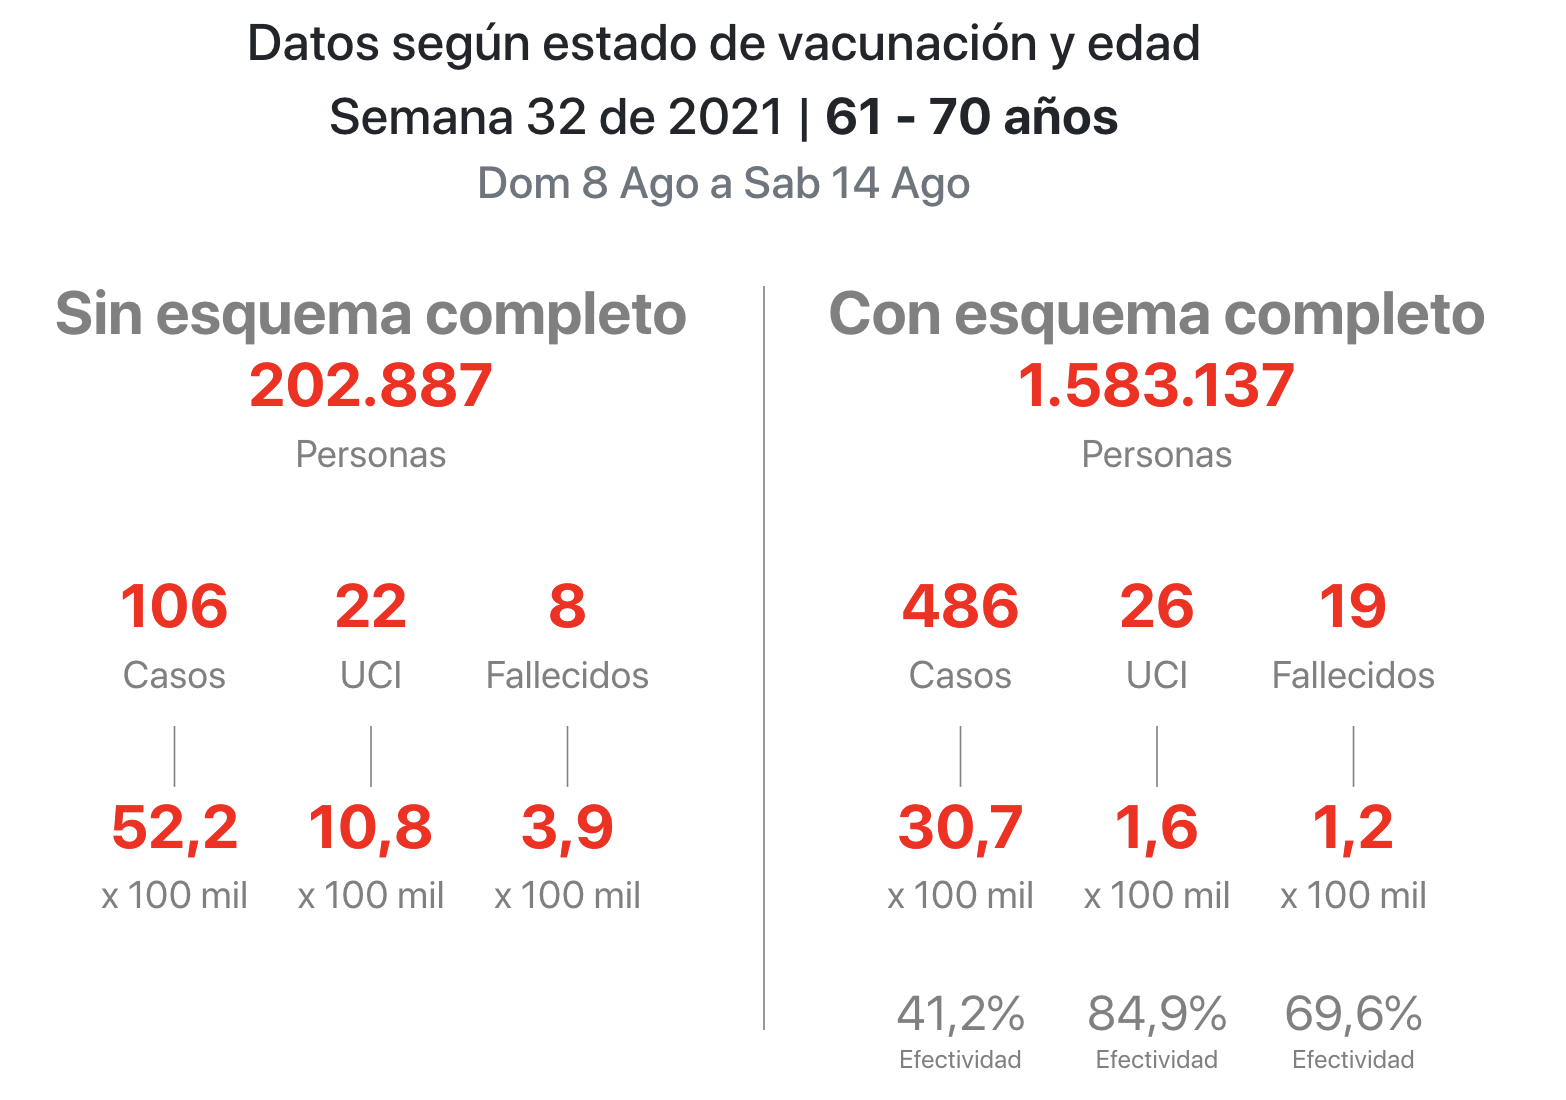 Datos según estado de vacunación y edad
Semana 32 de 2021 | 61 - 70 años
Dom 8 Ago a Sab 14 Ago
Sin esquema completo
202.887
Personas
106 22 8
Casos UCI Fallecidos
52,2 10,8 3,9
x 100 mil x 100 mil x 100 mil
Con esquema completo
1.583.137
Personas
486 26 19
Casos UCI Fallecidos
30,7 1,6 1,2
x 100 mil x 100 mil x 100 mil
41,2% 84,9% 69,6%
Efectividad Efectividad Efectividad